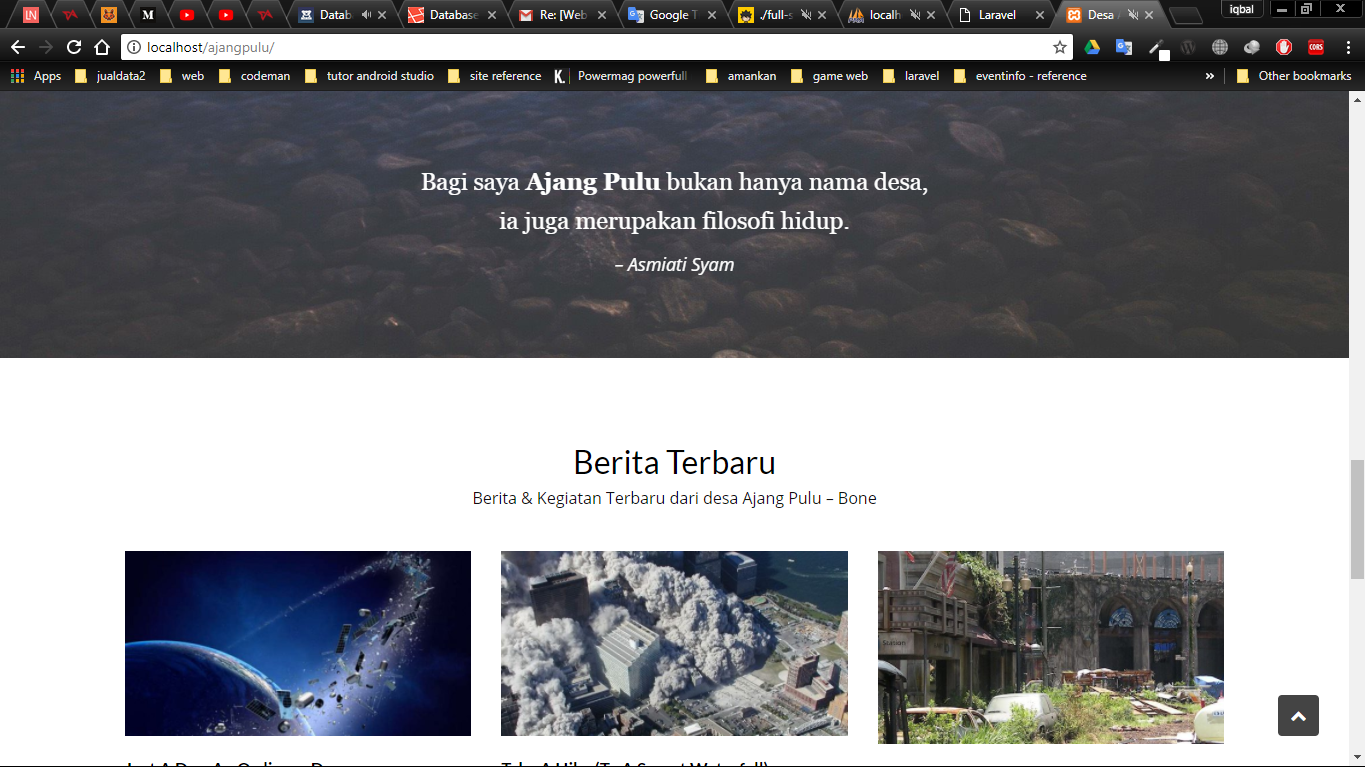 iqbal
Datab
Database
Re: [Web
Google T
./full-s
localh
Laravel
Desa
localhost/ajangpulu/
CORS
Apps
jualdata2
web
codeman
tutor android studio
site reference
K.
Powermag powerfull
amankan
game web
laravel
eventinfo - reference
»
Other bookmarks
Bagi saya Ajang Pulu bukan hanya nama desa,
ia juga merupakan filosofi hidup.
– Asmiati Syam
Berita Terbaru
Berita & Kegiatan Terbaru dari desa Ajang Pulu – Bone
Station